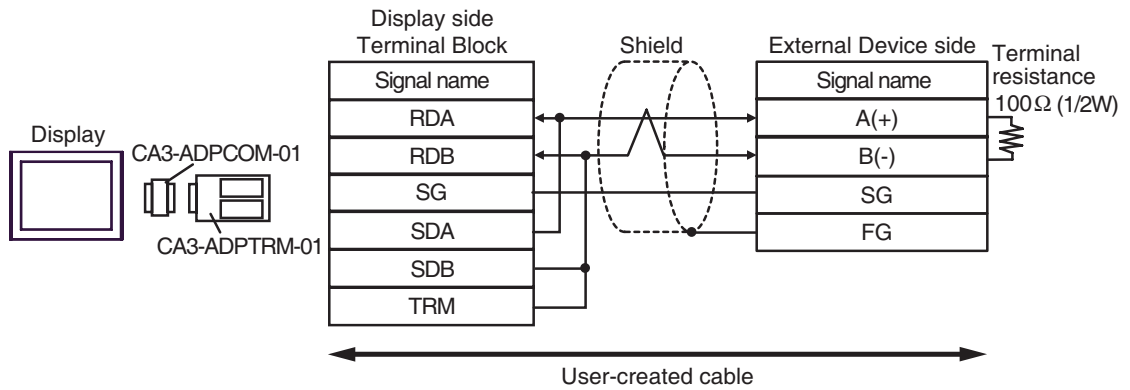 Display side
Terminal Block
Shield
External Device side
Terminal
resistance
100Ω (1/2W)
Signal name
Signal name
RDA
A(+)
Display
CA3-ADPCOM-01
RDB
B(-)
SG
SG
CA3-ADPTRM-01
SDA
FG
SDB
TRM
User-created cable